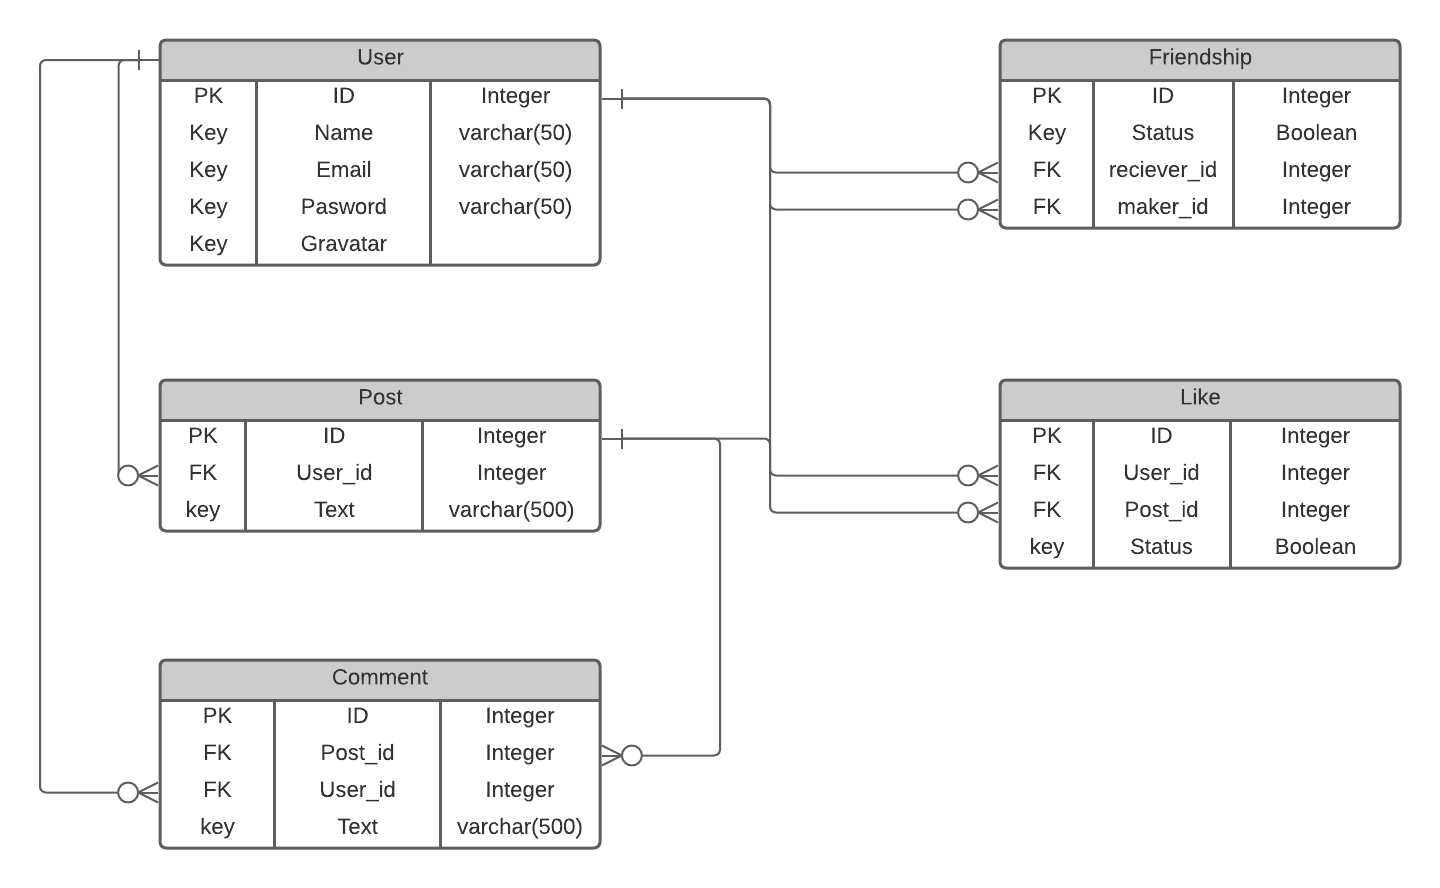 User
PK ID Integer
Key Name varchar(50)
Key Email varchar(50)
Key Pasword varchar(50)
Key Gravatar
Friendship
PK ID Integer
Key Status Boolean
FK reciever_id Integer
FK maker_id Integer
Post
PK ID Integer
FK User_id Integer
key Text varchar(500)
Like
PK ID Integer
FK User_id Integer
FK Post_id Integer
key Status Boolean
Comment
PK ID Integer
FK Post_id Integer
FK User_id Integer
key Text varchar(500)